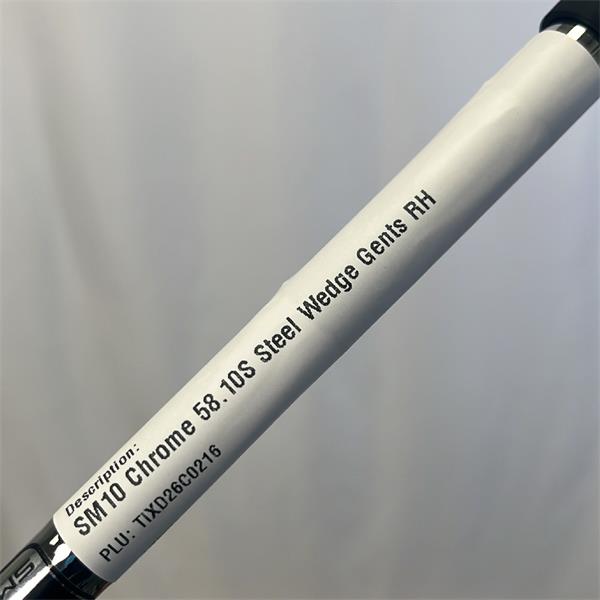 Description:
SM10 Chrome 58.10S Steel Wedge Gents RH
PLU: TIXD26C0216